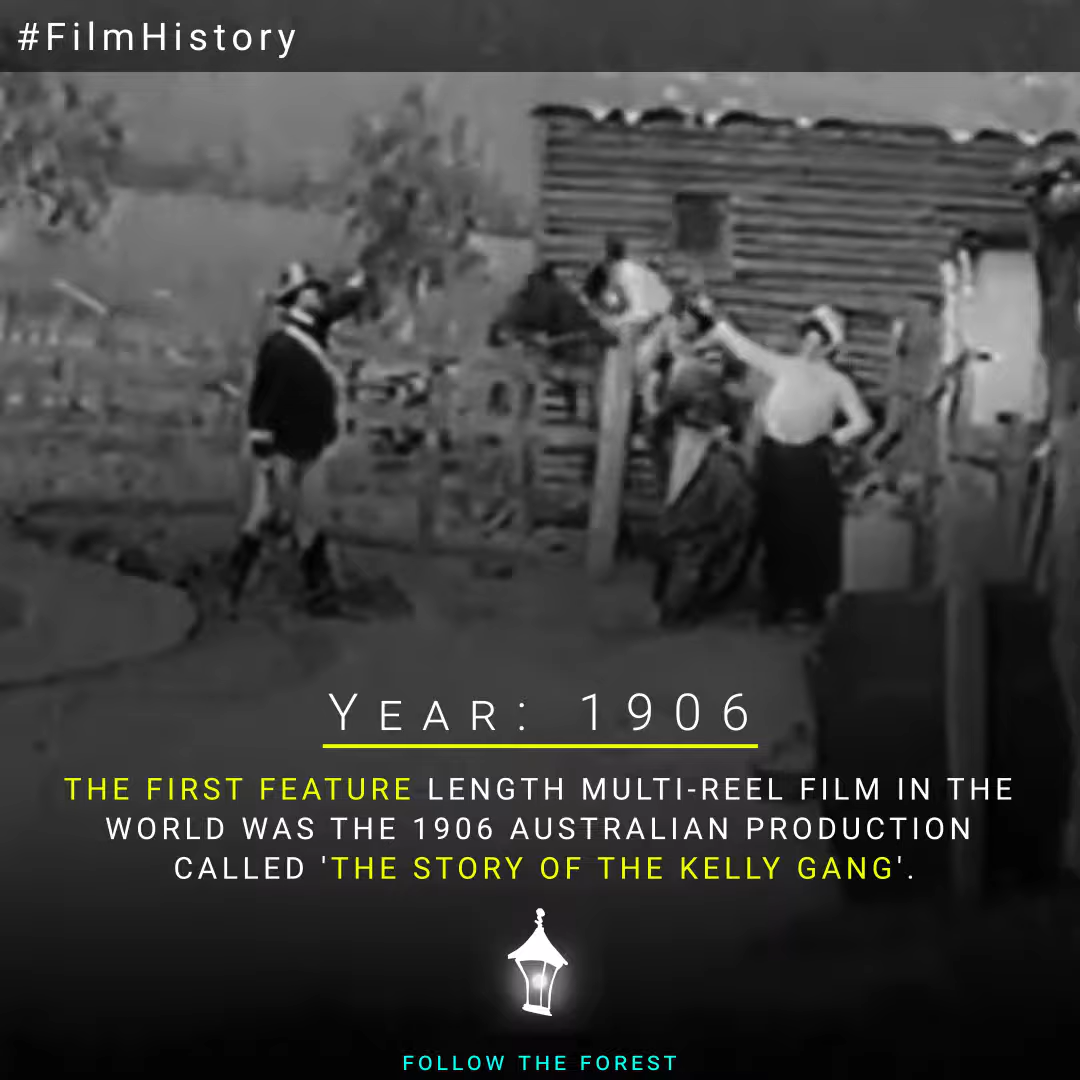 #FilmHistory
YEAR: 1906
THE FIRST FEATURE LENGTH MULTI-REEL FILM IN THE
WORLD WAS THE 1906 AUSTRALIAN PRODUCTION
CALLED 'THE STORY OF THE KELLY GANG'.
FOLLOW THE FOREST